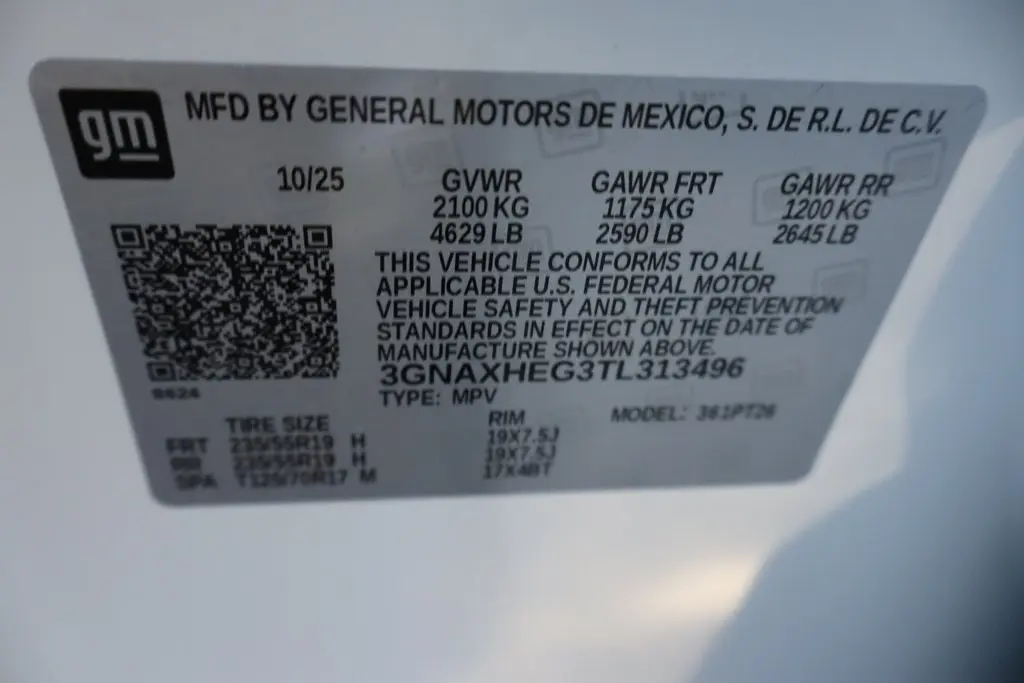 gm
MFD BY GENERAL MOTORS DE MEXICO, S. DE R.L. DE C.V.
10/25 GVWR GAWR FRT GAWR RR
2100 KG 1175 KG 1200 KG
4629 LB 2590 LB 2645 LB
THIS VEHICLE CONFORMS TO ALL
APPLICABLE U.S. FEDERAL MOTOR
VEHICLE SAFETY AND THEFT PREVENTION
STANDARDS IN EFFECT ON THE DATE OF
MANUFACTURE SHOWN ABOVE.
3GNAXHEG3TL313496
TYPE: MPV
TIRE SIZE RIM MODEL:
FRT 235/55R19 H 19X7.5J
RR 235/55R19 H 19X7.5J
SPA T125/70R17 M 17X4BT